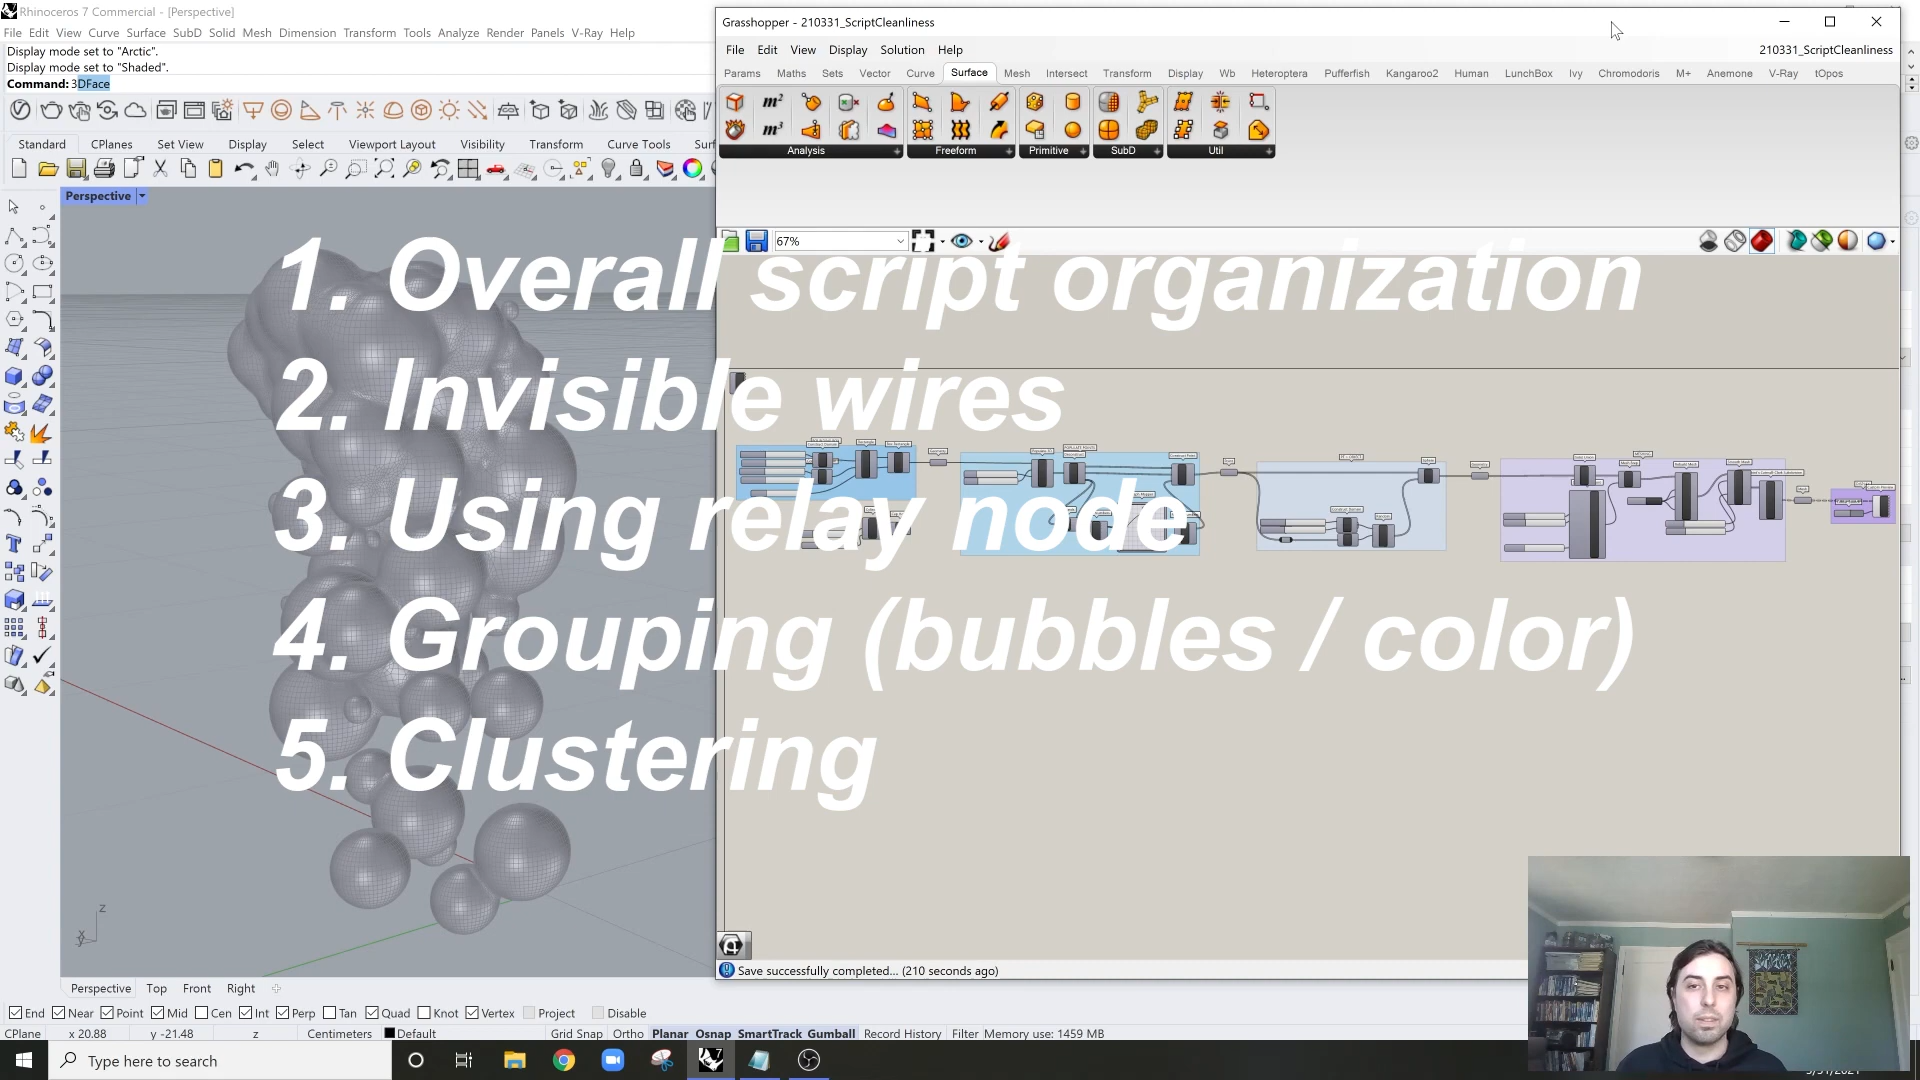 Rhinoceros 7 Commercial - [Perspective]
File Edit View Curve Surface SubD Solid Mesh Dimension Transform Tools Analyze Render Panels V-Ray Help
Display mode set to "Arctic".
Display mode set to "Shaded".
Command: 3DFace
Standard CPlanes Set View Display Select Viewport Layout Visibility Transform Curve Tools Surf
Perspective
Grasshopper - 210331_ScriptCleanliness
File Edit View Display Solution Help
210331_ScriptCleanliness
Params Maths Sets Vector Curve Surface Mesh Intersect Transform Display Wb Heteroptera Pufferfish Kangaroo2 Human LunchBox Ivy Chromodoris M+ Anemone V-Ray tOpos
m²
m³
Analysis Freeform Primitive SubD Util
67%
1. Overall script organization
2. Invisible wires
3. Using relay node
4. Grouping (bubbles / color)
5. Clustering
z
x
y
Save successfully completed... (210 seconds ago)
Perspective Top Front Right
End Near Point Mid Cen Int Perp Tan Quad Knot Vertex Project Disable
CPlane x 20.88 y -21.48 z Centimeters Default Grid Snap Ortho Planar Osnap SmartTrack Gumball Record History Filter Memory use: 1459 MB
Type here to search